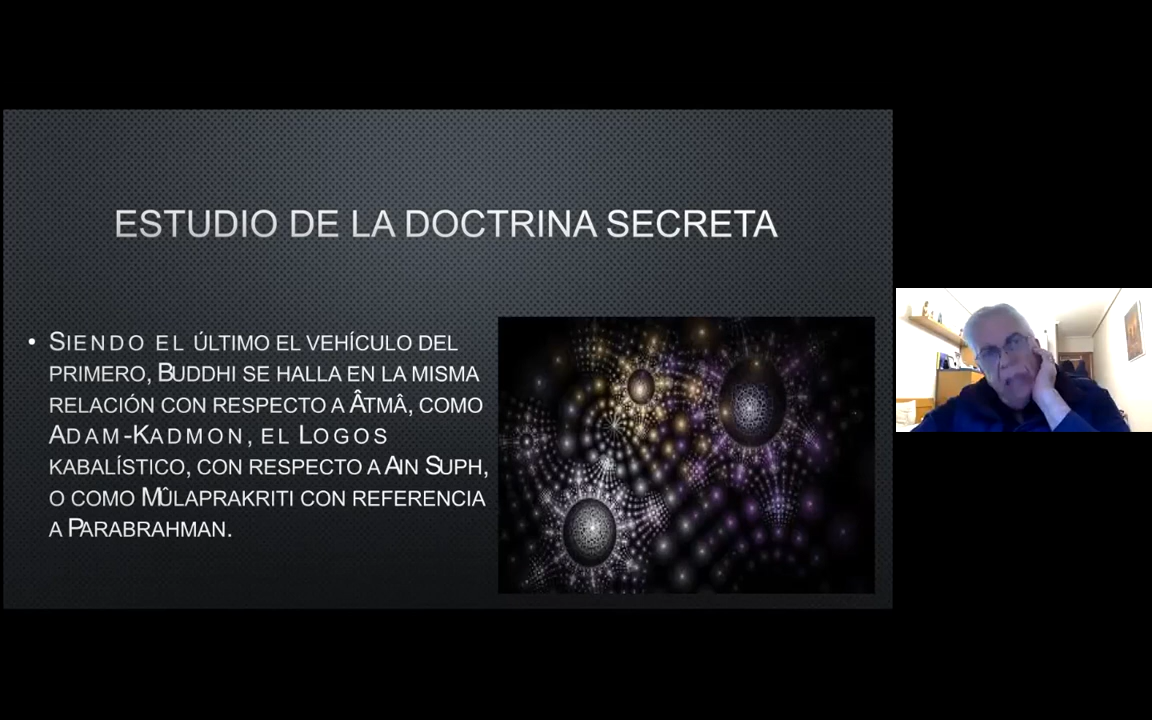 ESTUDIO DE LA DOCTRINA SECRETA
• SIENDO EL ÚLTIMO EL VEHÍCULO DEL
PRIMERO, BUDDHI SE HALLA EN LA MISMA
RELACIÓN CON RESPECTO A ÂTMÂ, COMO
ADAM-KADMON, EL LOGOS
KABALÍSTICO, CON RESPECTO A AIN SUPH,
O COMO MÛLAPRAKRITI CON REFERENCIA
A PARABRAHMAN.